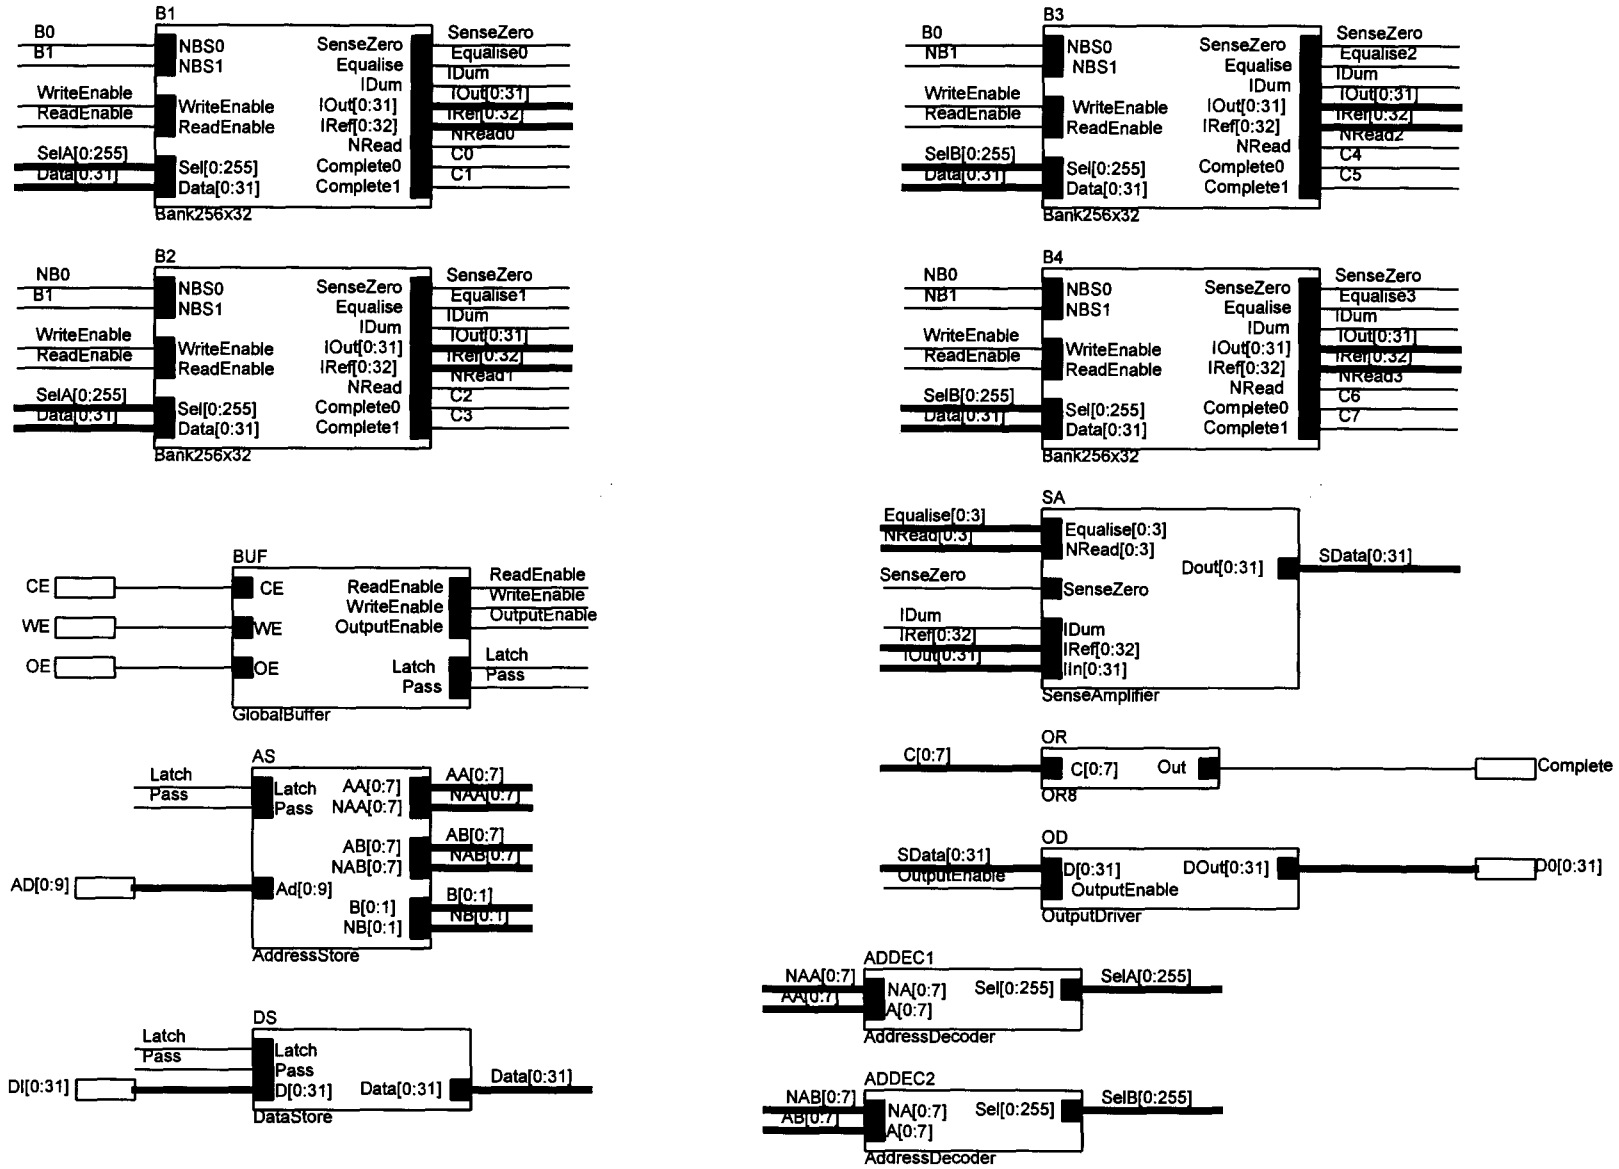 B1
B0
B1
NBS0
NBS1
SenseZero
Equalise
IDum
IOut[0:31]
IRef[0:32]
NRead
Complete0
Complete1
WriteEnable
ReadEnable
WriteEnable
ReadEnable
SelA[0:255]
Data[0:31]
Sel[0:255]
Data[0:31]
SenseZero
Equalise0
IDum
IOut[0:31]
IRef[0:32]
NRead0
C0
C1
Bank256x32
B3
B0
NB1
NBS0
NBS1
SenseZero
Equalise
IDum
IOut[0:31]
IRef[0:32]
NRead
Complete0
Complete1
WriteEnable
ReadEnable
WriteEnable
ReadEnable
SelB[0:255]
Data[0:31]
Sel[0:255]
Data[0:31]
SenseZero
Equalise2
IDum
IOut[0:31]
IRef[0:32]
NRead2
C4
C5
Bank256x32
B2
NB0
B1
NBS0
NBS1
SenseZero
Equalise
IDum
IOut[0:31]
IRef[0:32]
NRead
Complete0
Complete1
WriteEnable
ReadEnable
WriteEnable
ReadEnable
SelA[0:255]
Data[0:31]
Sel[0:255]
Data[0:31]
SenseZero
Equalise1
IDum
IOut[0:31]
IRef[0:32]
NRead1
C2
C3
Bank256x32
B4
NB0
NB1
NBS0
NBS1
SenseZero
Equalise
IDum
IOut[0:31]
IRef[0:32]
NRead
Complete0
Complete1
WriteEnable
ReadEnable
WriteEnable
ReadEnable
SelB[0:255]
Data[0:31]
Sel[0:255]
Data[0:31]
SenseZero
Equalise3
IDum
IOut[0:31]
IRef[0:32]
NRead3
C6
C7
Bank256x32
BUF
CE
WE
OE
CE
WE
OE
ReadEnable
WriteEnable
OutputEnable
Latch
Pass
ReadEnable
WriteEnable
OutputEnable
Latch
Pass
GlobalBuffer
SA
Equalise[0:3]
NRead[0:3]
SenseZero
IDum
IRef[0:32]
IOut[0:31]
Equalise[0:3]
NRead[0:3]
SenseZero
IDum
IRef[0:32]
IIn[0:31]
Dout[0:31]
SData[0:31]
SenseAmplifier
AS
Latch
Pass
AD[0:9]
Latch
Pass
Ad[0:9]
AA[0:7]
NAA[0:7]
AB[0:7]
NAB[0:7]
B[0:1]
NB[0:1]
AA[0:7]
NAA[0:7]
AB[0:7]
NAB[0:7]
B[0:1]
NB[0:1]
AddressStore
OR
C[0:7]
C[0:7]
Out
Complete
OR8
OD
SData[0:31]
OutputEnable
D[0:31]
OutputEnable
DOut[0:31]
D0[0:31]
OutputDriver
DS
Latch
Pass
DI[0:31]
Latch
Pass
D[0:31]
Data[0:31]
Data[0:31]
DataStore
ADDEC1
NAA[0:7]
AA[0:7]
NA[0:7]
A[0:7]
Sel[0:255]
SelA[0:255]
AddressDecoder
ADDEC2
NAB[0:7]
AB[0:7]
NA[0:7]
A[0:7]
Sel[0:255]
SelB[0:255]
AddressDecoder